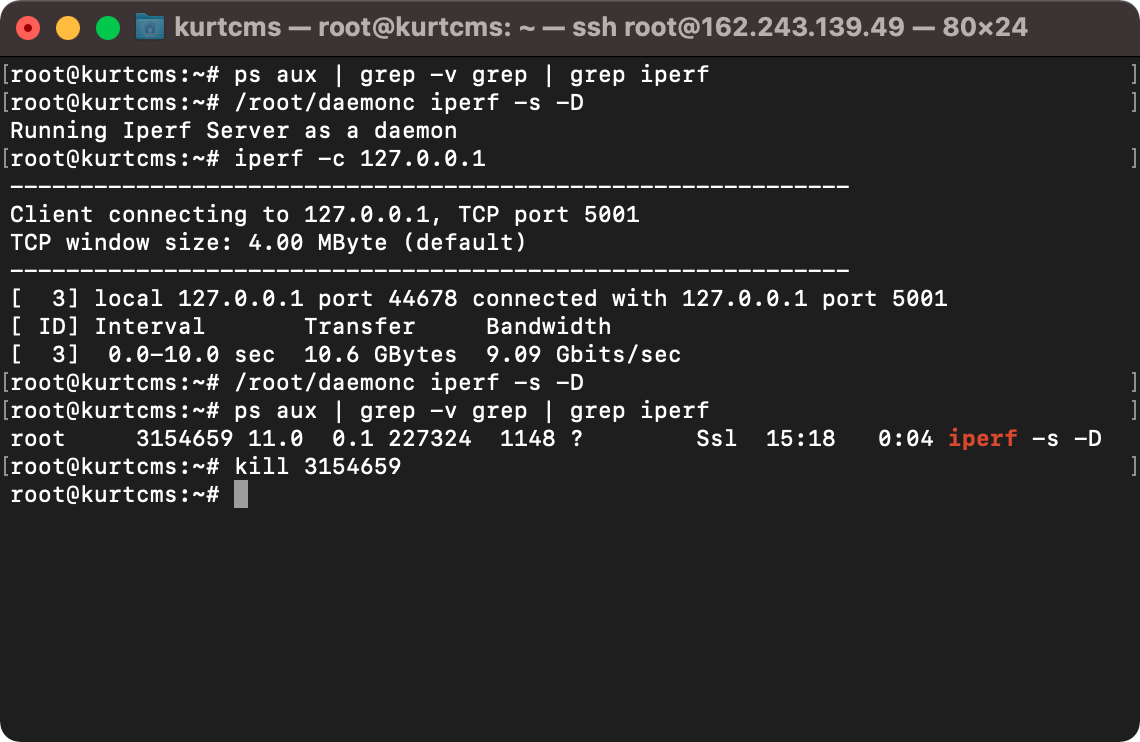 kurtcms — root@kurtcms: ~ — ssh root@162.243.139.49 — 80×24
[root@kurtcms:~# ps aux | grep -v grep | grep iperf ]
[root@kurtcms:~# /root/daemonc iperf -s -D ]
Running Iperf Server as a daemon
[root@kurtcms:~# iperf -c 127.0.0.1 ]
------------------------------------------------------------
Client connecting to 127.0.0.1, TCP port 5001
TCP window size: 4.00 MByte (default)
------------------------------------------------------------
[  3] local 127.0.0.1 port 44678 connected with 127.0.0.1 port 5001
[ ID] Interval       Transfer     Bandwidth
[  3]  0.0-10.0 sec  10.6 GBytes  9.09 Gbits/sec
[root@kurtcms:~# /root/daemonc iperf -s -D ]
[root@kurtcms:~# ps aux | grep -v grep | grep iperf ]
root     3154659 11.0  0.1 227324  1148 ?        Ssl  15:18   0:04 iperf -s -D
[root@kurtcms:~# kill 3154659 ]
root@kurtcms:~#